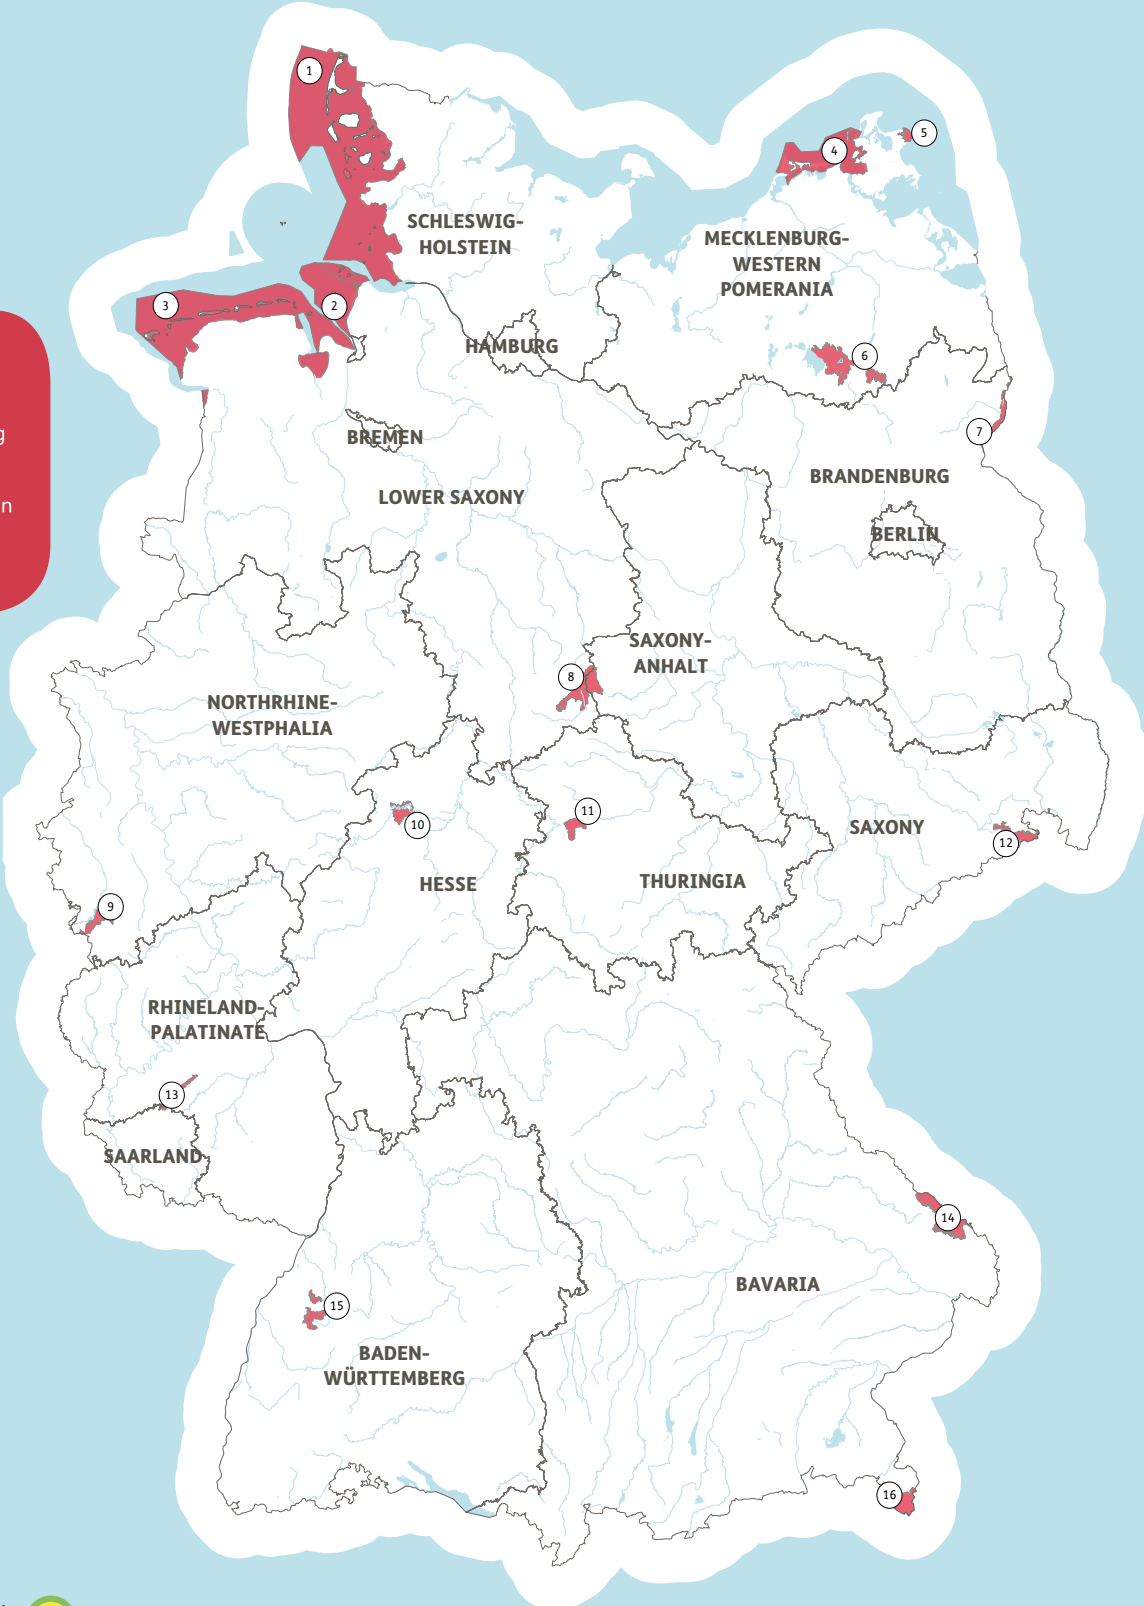 1
5
4
SCHLESWIG-
HOLSTEIN
MECKLENBURG-
WESTERN
POMERANIA
3
2
HAMBURG
6
7
g
BREMEN
BRANDENBURG
LOWER SAXONY
n
BERLIN
SAXONY-
ANHALT
8
NORTHRHINE-
WESTPHALIA
11
10
SAXONY
12
HESSE
THURINGIA
9
RHINELAND-
PALATINATE
13
SAARLAND
14
BAVARIA
15
BADEN-
WÜRTTEMBERG
16